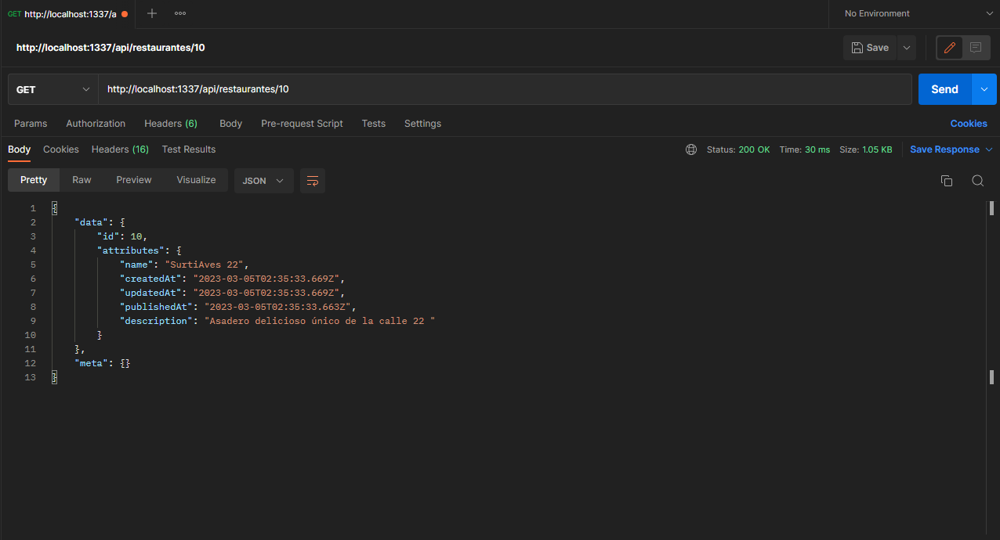 GET http://localhost:1337/a
No Environment
http://localhost:1337/api/restaurantes/10
Save
GET http://localhost:1337/api/restaurantes/10
Send
Params Authorization Headers (6) Body Pre-request Script Tests Settings Cookies
Body Cookies Headers (16) Test Results Status: 200 OK Time: 30 ms Size: 1.05 KB Save Response
Pretty Raw Preview Visualize JSON
1 {
2 "data": {
3 "id": 10,
4 "attributes": {
5 "name": "SurtiAves 22",
6 "createdAt": "2023-03-05T02:35:33.669Z",
7 "updatedAt": "2023-03-05T02:35:33.669Z",
8 "publishedAt": "2023-03-05T02:35:33.663Z",
9 "description": "Asadero delicioso único de la calle 22 "
10 }
11 },
12 "meta": {}
13 }